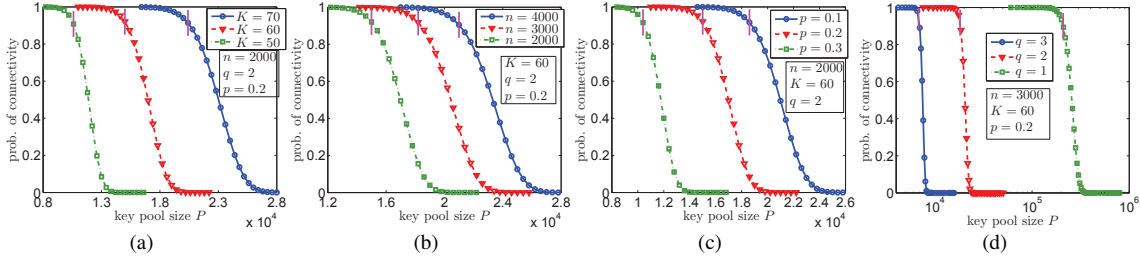 prob. of connectivity
1
0.8
0.6
0.4
0.2
0
0.8 1.3 1.8 2.3 2.8
x 10^4
key pool size P
K = 70
K = 60
K = 50
n = 2000
q = 2
p = 0.2
(a)
prob. of connectivity
1
0.8
0.6
0.4
0.2
0
1.2 1.6 2 2.4 2.8
x 10^4
key pool size P
n = 4000
n = 3000
n = 2000
K = 60
q = 2
p = 0.2
(b)
prob. of connectivity
1
0.8
0.6
0.4
0.2
0
0.8 1 1.2 1.4 1.6 1.8 2 2.2 2.4 2.6
x 10^4
key pool size P
p = 0.1
p = 0.2
p = 0.3
n = 2000
K = 60
q = 2
(c)
prob. of connectivity
1
0.8
0.6
0.4
0.2
0
10^4 10^5 10^6
key pool size P
q = 3
q = 2
q = 1
n = 3000
K = 60
p = 0.2
(d)